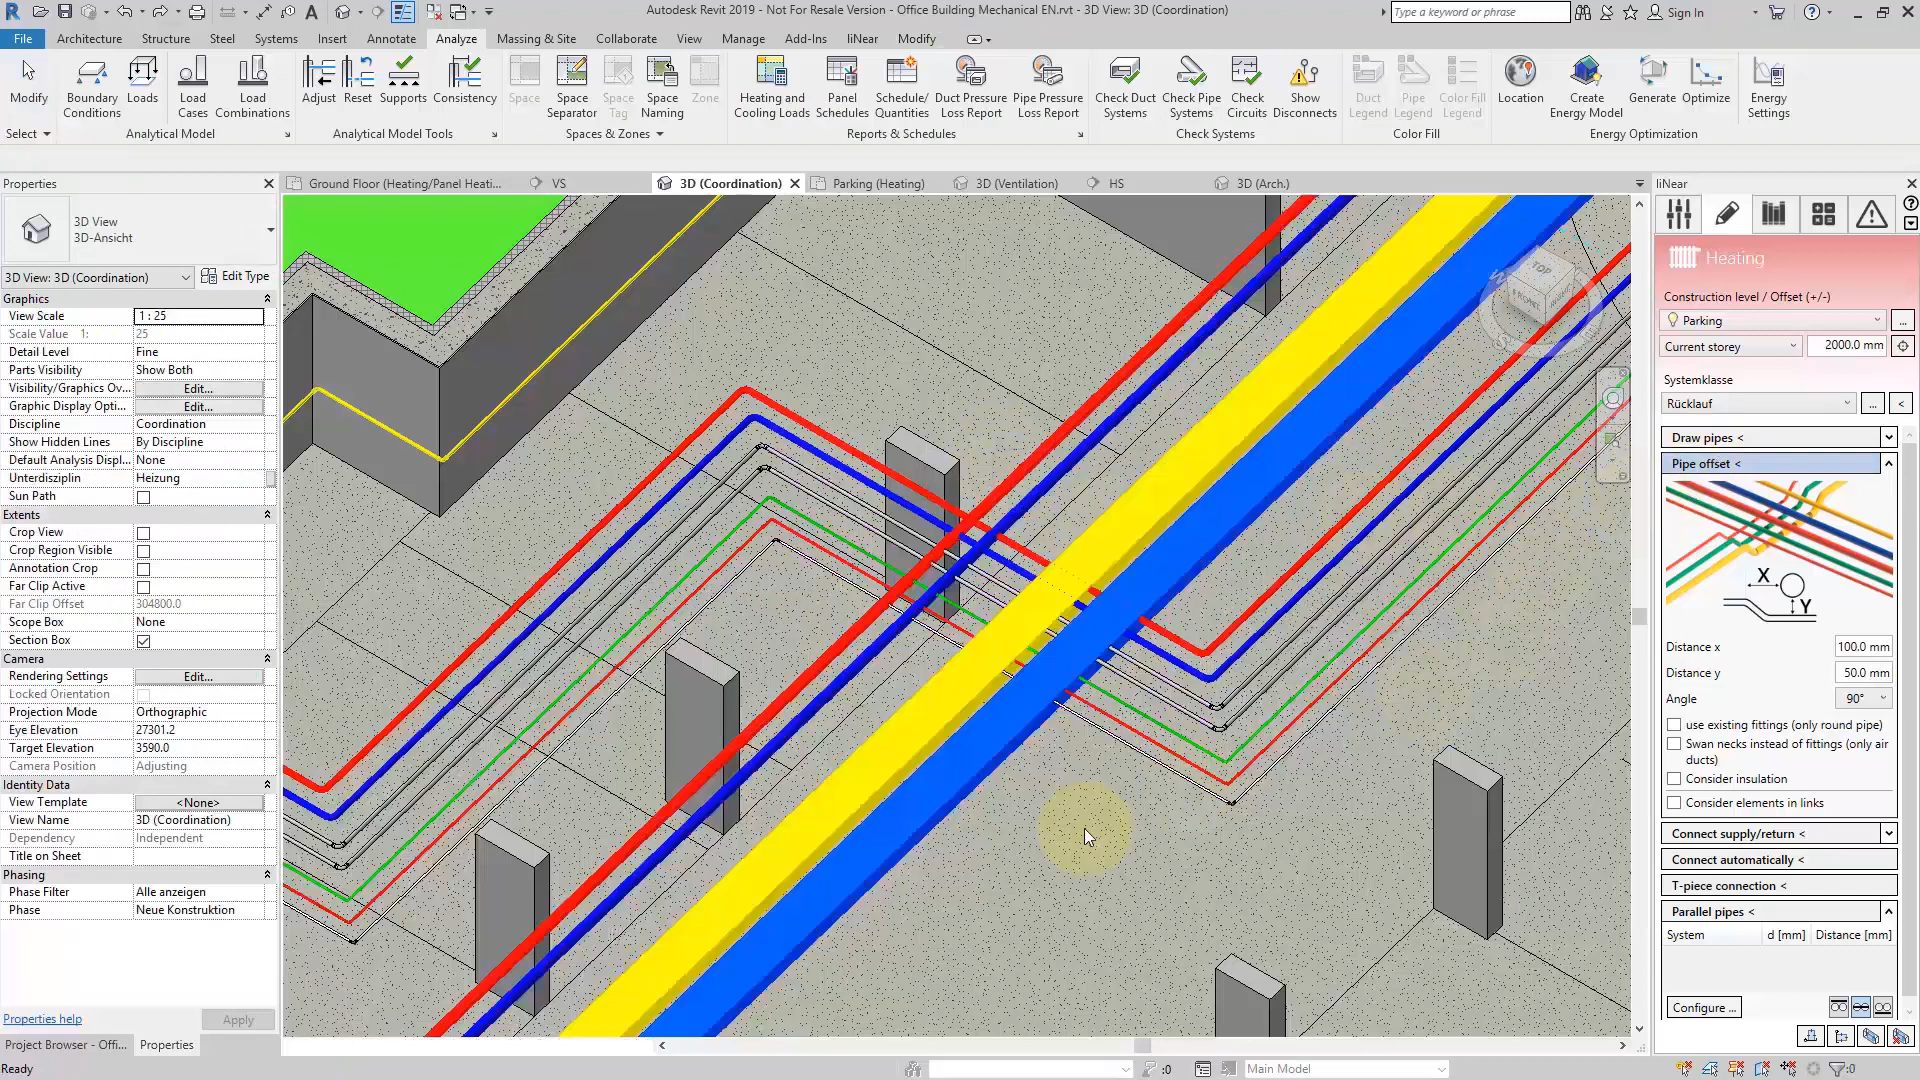 Autodesk Revit 2019 - Not For Resale Version - Office Building Mechanical EN.rvt - 3D View: 3D (Coordination)
Type a keyword or phrase
Sign In
File Architecture Structure Steel Systems Insert Annotate Analyze Massing & Site Collaborate View Manage Add-Ins liNear Modify
Modify
Boundary Conditions
Loads
Load Cases
Load Combinations
Adjust
Reset
Supports
Consistency
Space
Space Separator
Space Tag
Space Naming
Zone
Heating and Cooling Loads
Panel Schedules
Schedule/ Quantities
Duct Pressure Loss Report
Pipe Pressure Loss Report
Check Duct Systems
Check Pipe Systems
Check Circuits
Show Disconnects
Duct Legend
Pipe Legend
Color Fill Legend
Location
Create Energy Model
Generate
Optimize
Energy Settings
Select
Analytical Model
Analytical Model Tools
Spaces & Zones
Reports & Schedules
Check Systems
Color Fill
Energy Optimization
Properties
3D View
3D-Ansicht
3D View: 3D (Coordination)
Edit Type
Graphics
View Scale 1 : 25
Scale Value 1: 25
Detail Level Fine
Parts Visibility Show Both
Visibility/Graphics Ov... Edit...
Graphic Display Opti... Edit...
Discipline Coordination
Show Hidden Lines By Discipline
Default Analysis Displ... None
Unterdisziplin Heizung
Sun Path
Extents
Crop View
Crop Region Visible
Annotation Crop
Far Clip Active
Far Clip Offset 304800.0
Scope Box None
Section Box
Camera
Rendering Settings Edit...
Locked Orientation
Projection Mode Orthographic
Eye Elevation 27301.2
Target Elevation 3590.0
Camera Position Adjusting
Identity Data
View Template <None>
View Name 3D (Coordination)
Dependency Independent
Title on Sheet
Phasing
Phase Filter Alle anzeigen
Phase Neue Konstruktion
Properties help
Apply
Project Browser - Offi...
Properties
Ready
Ground Floor (Heating/Panel Heati...
VS
3D (Coordination)
Parking (Heating)
3D (Ventilation)
HS
3D (Arch.)
TOP
FRONT
RIGHT
W
S
liNear
Heating
Construction level / Offset (+/-)
Parking
...
Current storey
2000.0 mm
Systemklasse
Rücklauf
... <
Draw pipes <
Pipe offset <
X
Y
Distance x 100.0 mm
Distance y 50.0 mm
Angle 90°
use existing fittings (only round pipe)
Swan necks instead of fittings (only air
ducts)
Consider insulation
Consider elements in links
Connect supply/return <
Connect automatically <
T-piece connection <
Parallel pipes <
System d [mm] Distance [mm]
Configure ...
:0
Main Model
:0